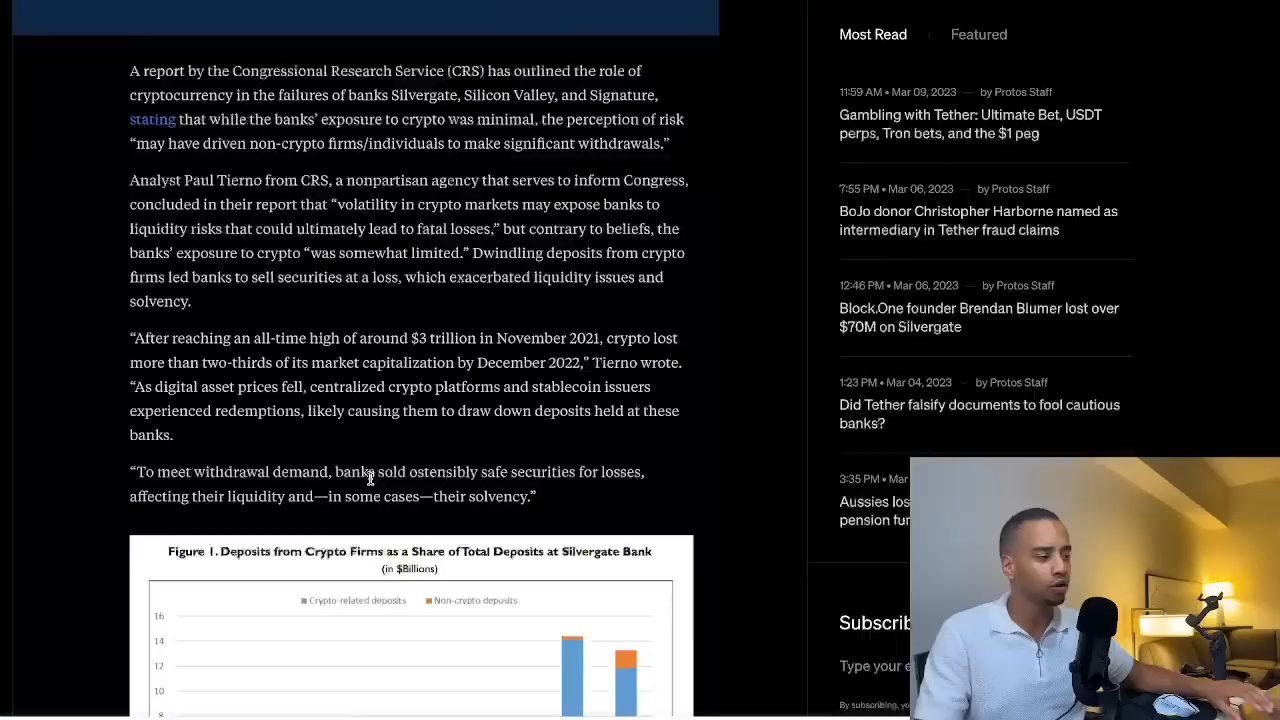 A report by the Congressional Research Service (CRS) has outlined the role of
cryptocurrency in the failures of banks Silvergate, Silicon Valley, and Signature,
stating that while the banks’ exposure to crypto was minimal, the perception of risk
“may have driven non-crypto firms/individuals to make significant withdrawals.”
Analyst Paul Tierno from CRS, a nonpartisan agency that serves to inform Congress,
concluded in their report that “volatility in crypto markets may expose banks to
liquidity risks that could ultimately lead to fatal losses,” but contrary to beliefs, the
banks’ exposure to crypto “was somewhat limited.” Dwindling deposits from crypto
firms led banks to sell securities at a loss, which exacerbated liquidity issues and
solvency.
“After reaching an all-time high of around $3 trillion in November 2021, crypto lost
more than two-thirds of its market capitalization by December 2022,” Tierno wrote.
“As digital asset prices fell, centralized crypto platforms and stablecoin issuers
experienced redemptions, likely causing them to draw down deposits held at these
banks.
“To meet withdrawal demand, banks sold ostensibly safe securities for losses,
affecting their liquidity and—in some cases—their solvency.”
Figure 1. Deposits from Crypto Firms as a Share of Total Deposits at Silvergate Bank
(in $Billions)
Crypto-related deposits Non-crypto deposits
16
14
12
10
8
Most Read Featured
11:59 AM • Mar 09, 2023 — by Protos Staff
Gambling with Tether: Ultimate Bet, USDT
perps, Tron bets, and the $1 peg
7:55 PM • Mar 06, 2023 — by Protos Staff
BoJo donor Christopher Harborne named as
intermediary in Tether fraud claims
12:46 PM • Mar 06, 2023 — by Protos Staff
Block.One founder Brendan Blumer lost over
$70M on Silvergate
1:23 PM • Mar 04, 2023 — by Protos Staff
Did Tether falsify documents to fool cautious
banks?
3:35 PM • Mar
Aussies los
pension fun
Subscrib
Type your e
By subscribing, yo